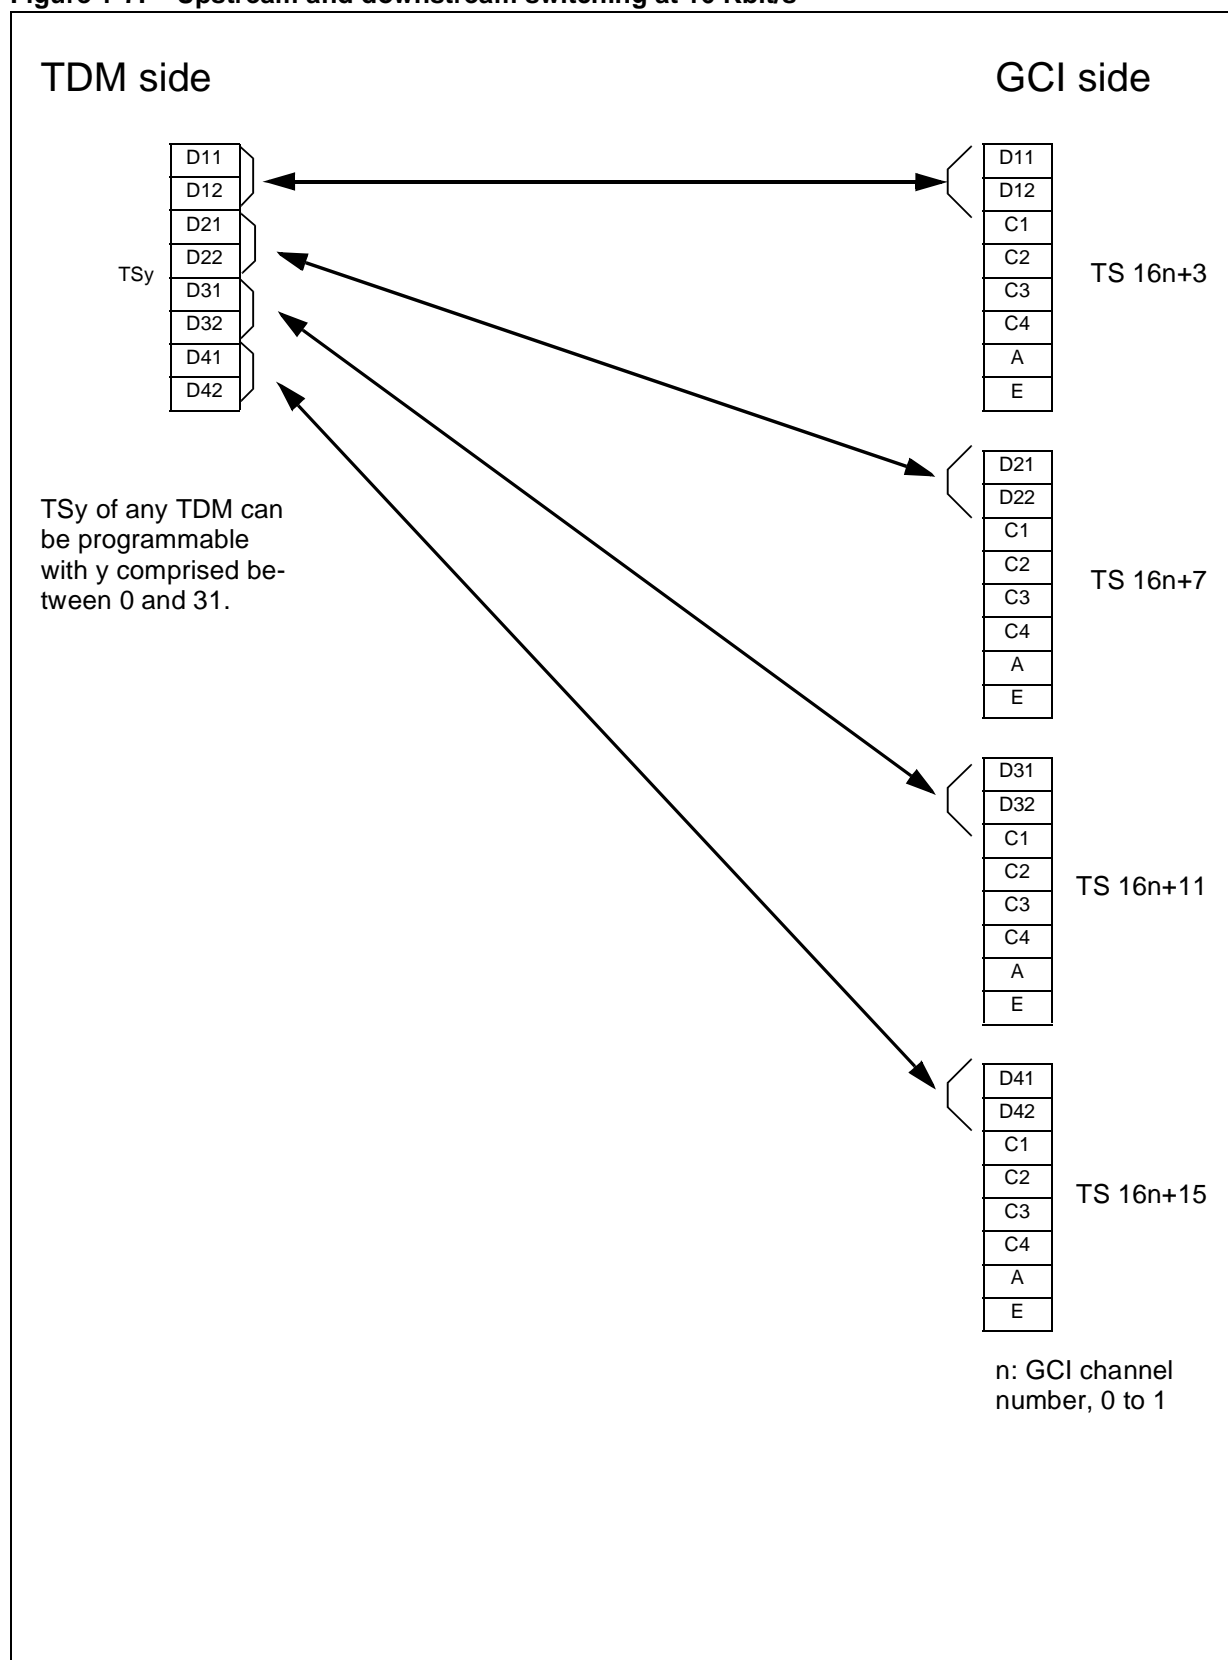 TDM side
GCI side
D11
D12
D21
D22
D31
D32
D41
D42
TSy
TSy of any TDM can
be programmable
with y comprised be-
tween 0 and 31.
D11
D12
C1
C2
C3
C4
A
E
TS 16n+3
D21
D22
C1
C2
C3
C4
A
E
TS 16n+7
D31
D32
C1
C2
C3
C4
A
E
TS 16n+11
D41
D42
C1
C2
C3
C4
A
E
TS 16n+15
n: GCI channel
number, 0 to 1